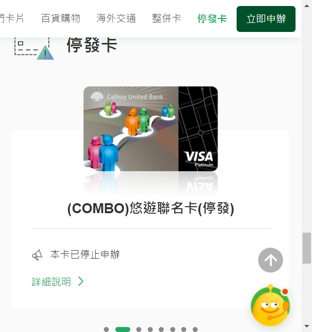 門卡片 百貨購物 海外交通 整併卡 停發卡 立即申辦
停發卡
Cathay United Bank
VISA
Platinum
(COMBO)悠遊聯名卡(停發)
本卡已停止申辦
詳細說明